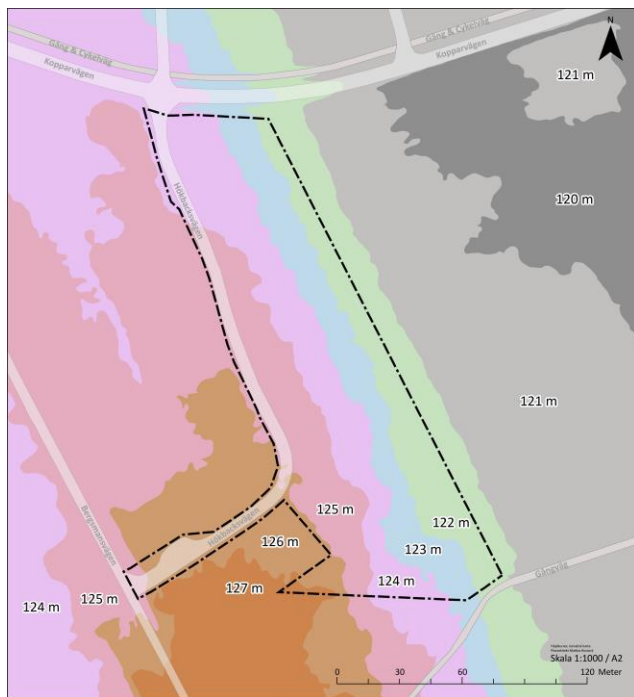 Gång & Cykelväg
N
Gång & Cykelväg
Kopparvägen
Kopparvägen
121 m
120 m
Hökbacksvägen
121 m
125 m
122 m
Hökbacksvägen
126 m
123 m
Bergsmansvägen
Gångväg
124 m
127 m
125 m
124 m
Skala 1:1000 / A2
0 30 60 120 Meter